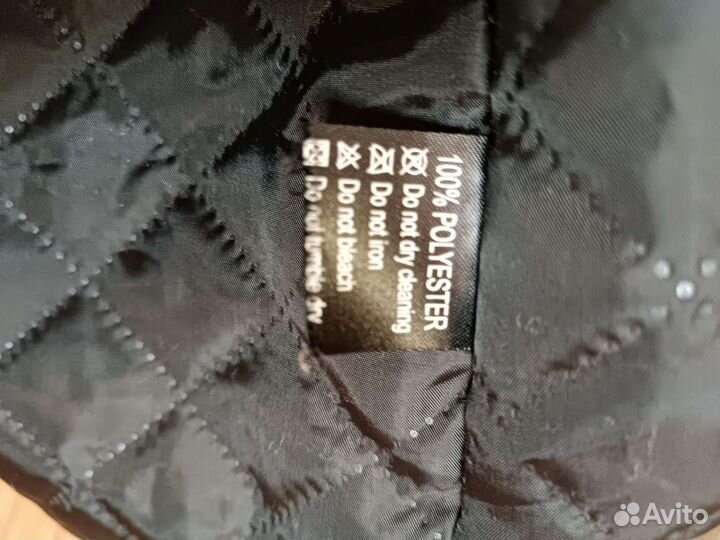 100% POLYESTER
Do not dry cleaning
Do not iron
Do not bleach
Do not tumble dry
Avito